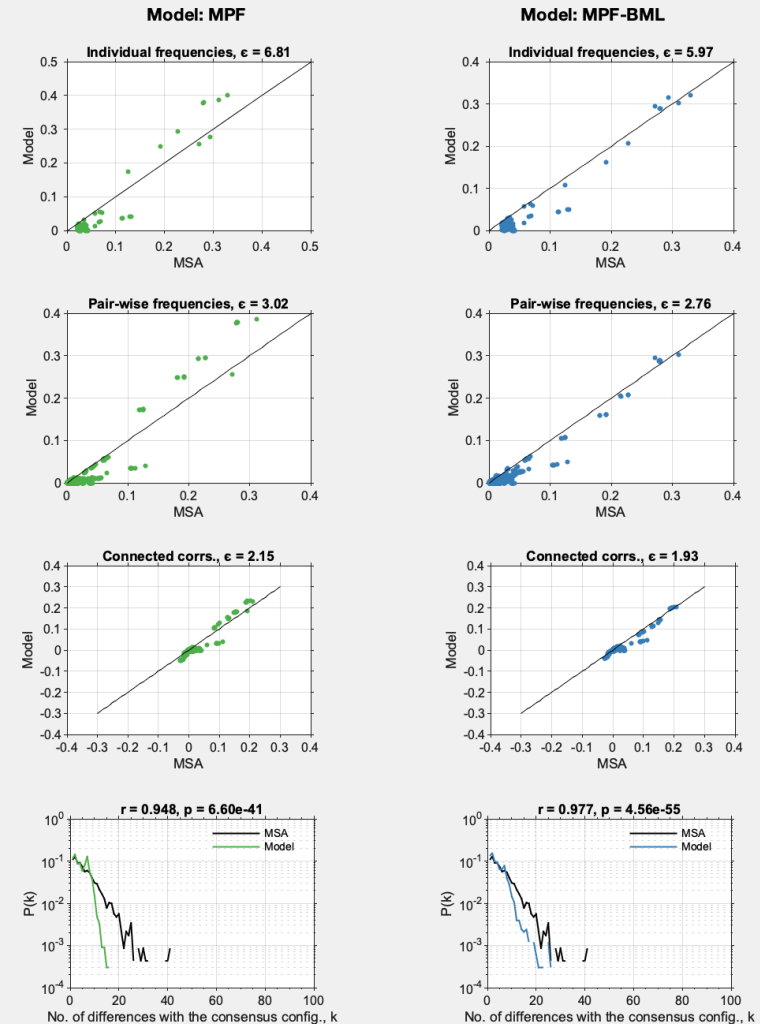 Model: MPF
Model: MPF-BML
Individual frequencies, ϵ = 6.81
0.5
0.4
0.3
0.2
0.1
0
Model
0 0.1 0.2 0.3 0.4 0.5
MSA
Individual frequencies, ϵ = 5.97
0.4
0.3
0.2
0.1
0
Model
0 0.1 0.2 0.3 0.4
MSA
Pair-wise frequencies, ϵ = 3.02
0.4
0.3
0.2
0.1
0
Model
0 0.1 0.2 0.3 0.4
MSA
Pair-wise frequencies, ϵ = 2.76
0.4
0.3
0.2
0.1
0
Model
0 0.1 0.2 0.3 0.4
MSA
Connected corrs., ϵ = 2.15
0.4
0.3
0.2
0.1
0
-0.1
-0.2
-0.3
-0.4
Model
-0.4 -0.3 -0.2 -0.1 0 0.1 0.2 0.3 0.4
MSA
Connected corrs., ϵ = 1.93
0.4
0.3
0.2
0.1
0
-0.1
-0.2
-0.3
-0.4
Model
-0.4 -0.3 -0.2 -0.1 0 0.1 0.2 0.3 0.4
MSA
r = 0.948, p = 6.60e-41
10^0
10^-1
10^-2
10^-3
10^-4
P(k)
MSA
Model
0 20 40 60 80 100
No. of differences with the consensus config., k
r = 0.977, p = 4.56e-55
10^0
10^-1
10^-2
10^-3
10^-4
P(k)
MSA
Model
0 20 40 60 80 100
No. of differences with the consensus config., k